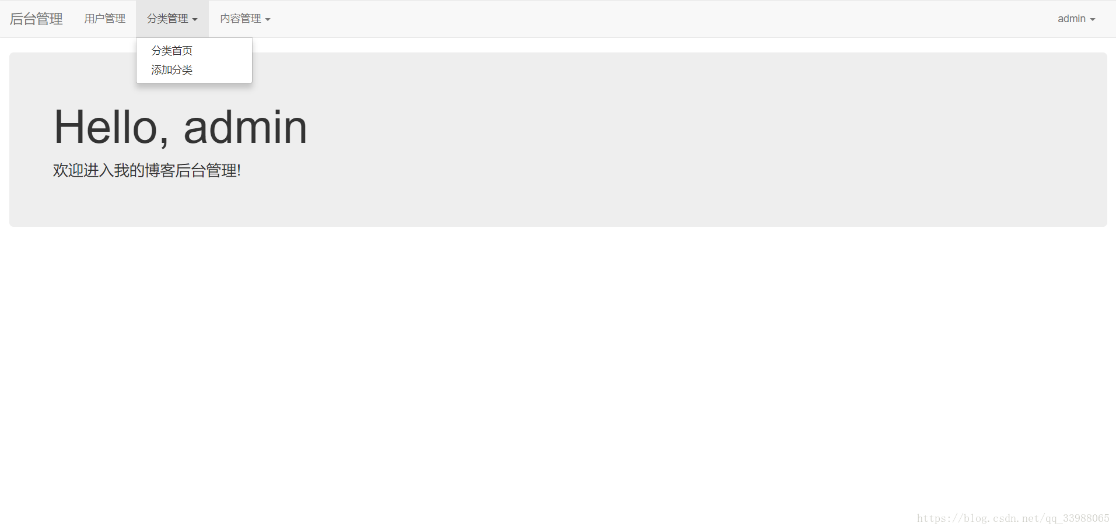 后台管理 用户管理 分类管理 内容管理 admin
分类首页
添加分类
Hello, admin
欢迎进入我的博客后台管理!
https://blog.csdn.net/qq_33988065